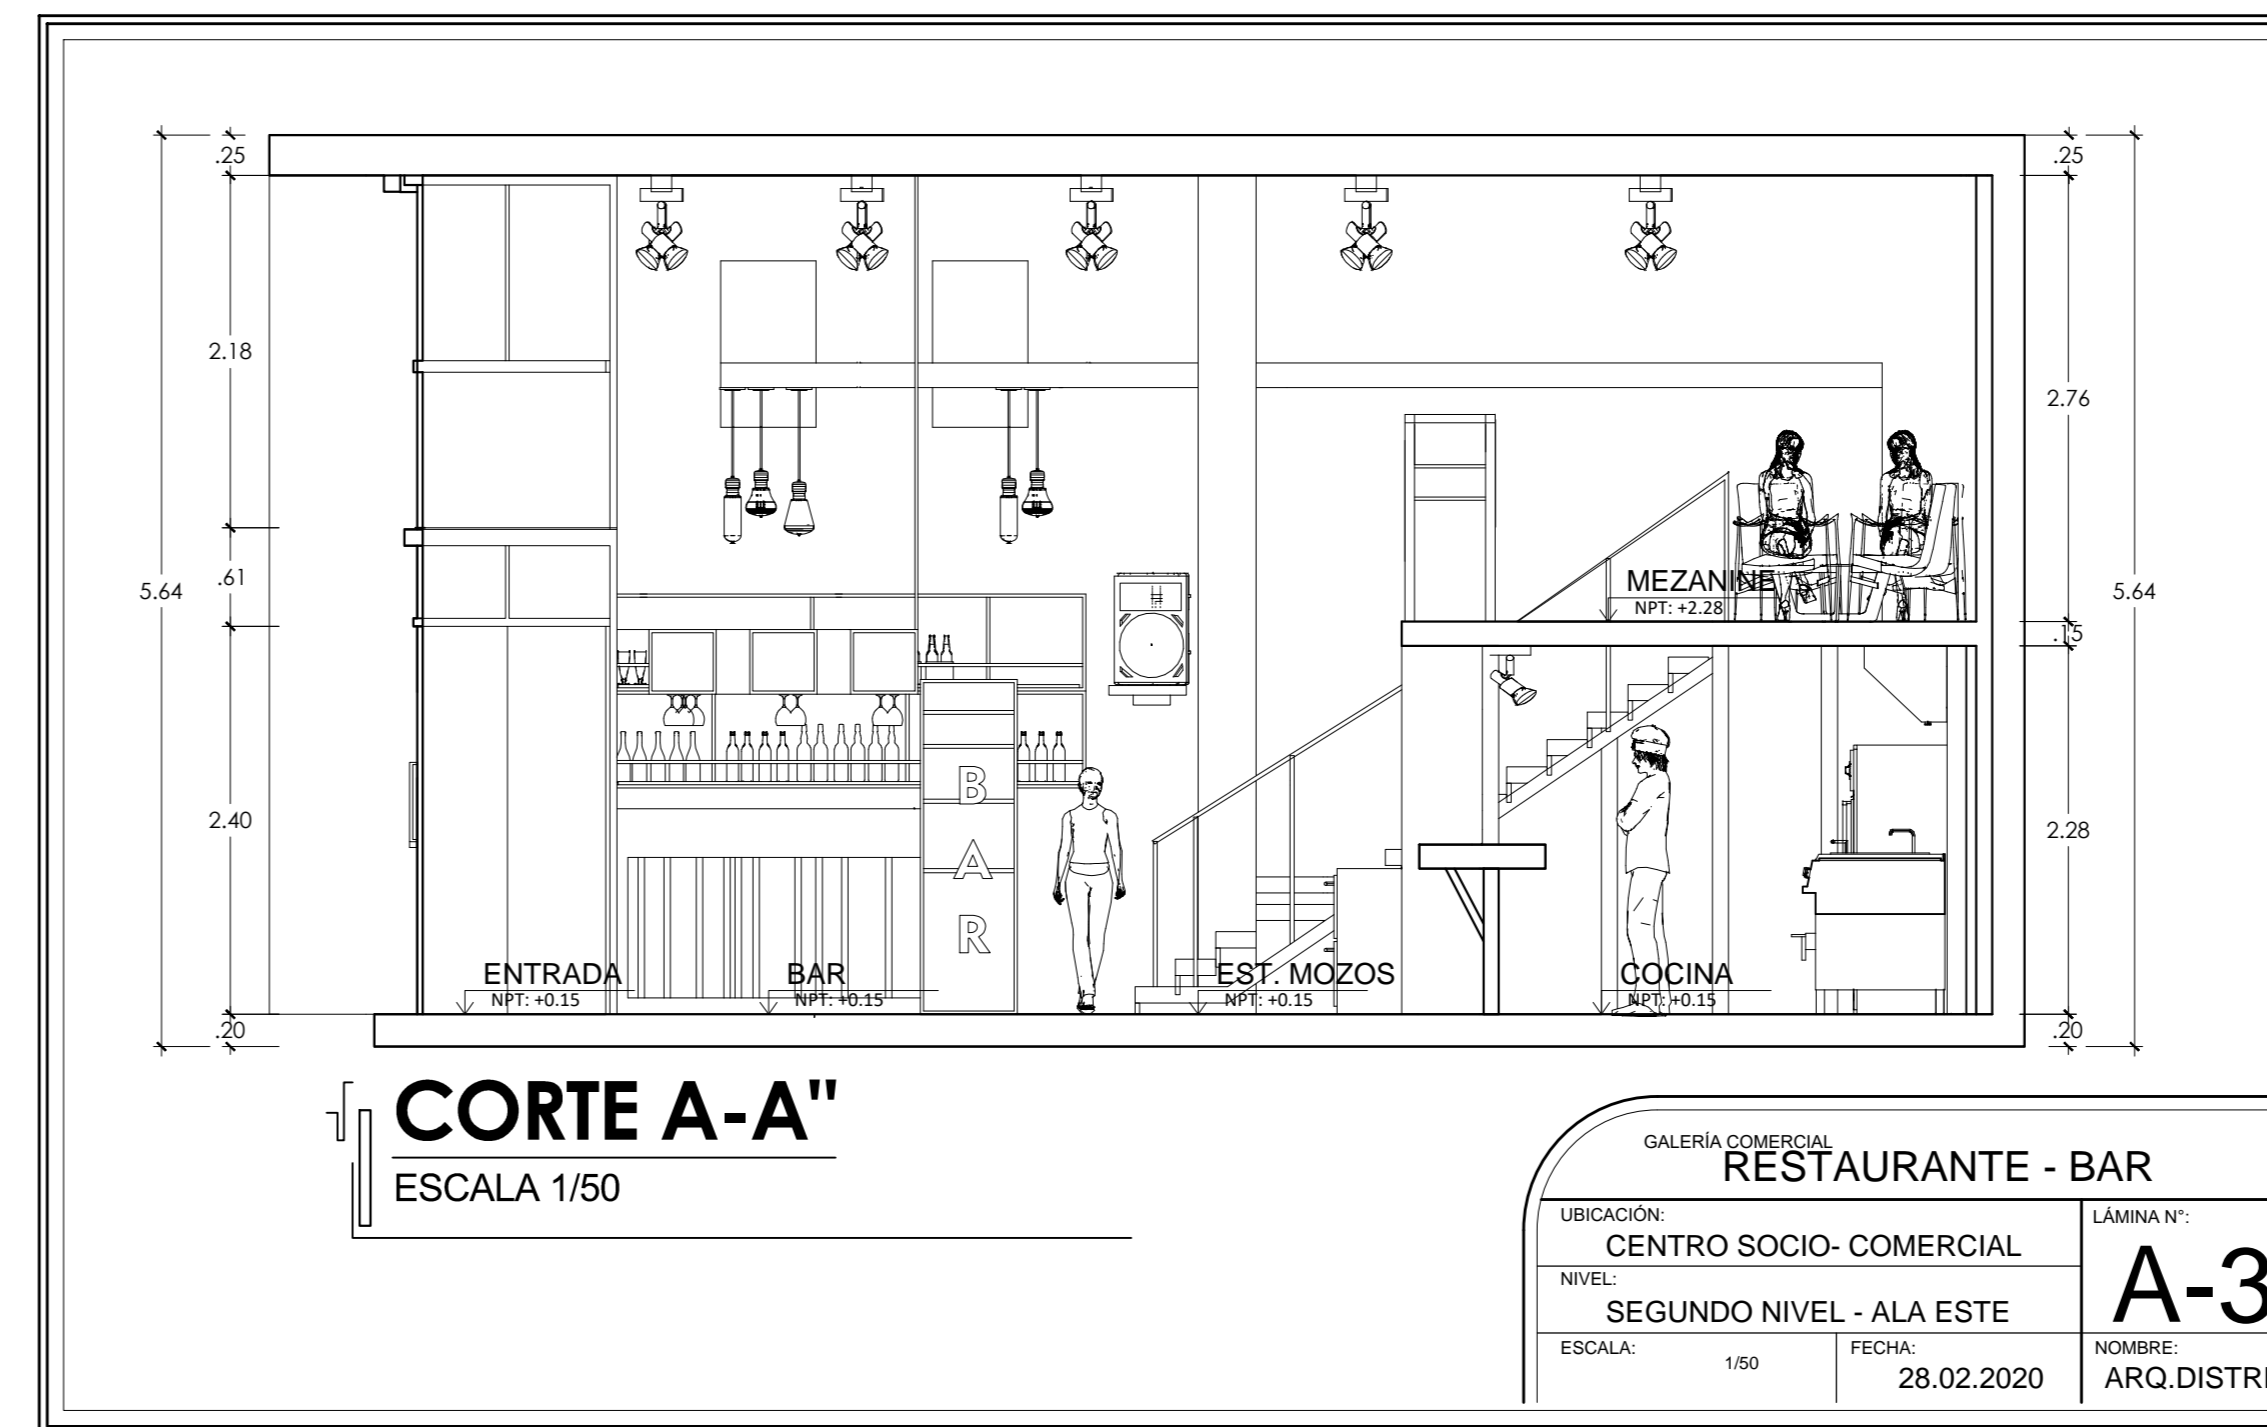 .25
.25
2.18
2.76
.61
5.64
5.64
MEZANINE
NPT: +2.28
.15
2.40
2.28
B
A
R
ENTRADA
NPT: +0.15
BAR
NPT: +0.15
EST. MOZOS
NPT: +0.15
COCINA
NPT: +0.15
.20
.20
CORTE A-A"
ESCALA 1/50
GALERÍA COMERCIAL
RESTAURANTE - BAR
UBICACIÓN:
CENTRO SOCIO- COMERCIAL
LÁMINA N°:
A-3
NIVEL:
SEGUNDO NIVEL - ALA ESTE
ESCALA:
1/50
FECHA:
28.02.2020
NOMBRE:
ARQ.DISTRI